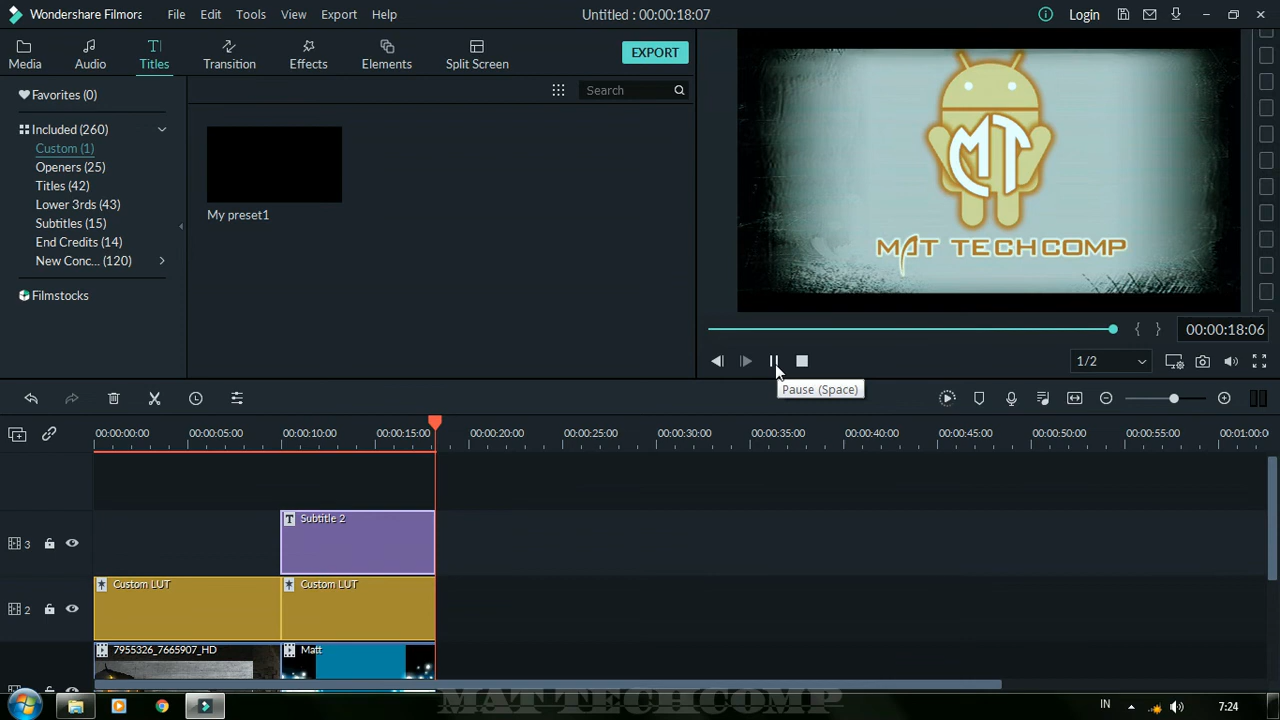 Wondershare Filmora File Edit Tools View Export Help Untitled : 00:00:18:07 Login
Media Audio Titles Transition Effects Elements Split Screen EXPORT
Favorites (0)
Search
Included (260)
Custom (1)
Openers (25)
Titles (42)
Lower 3rds (43)
Subtitles (15)
End Credits (14)
New Conc... (120)
Filmstocks
My preset1
MT
MAT TECHCOMP
{ } 00:00:18:06
1/2
Pause (Space)
00:00:00:00 00:00:05:00 00:00:10:00 00:00:15:00 00:00:20:00 00:00:25:00 00:00:30:00 00:00:35:00 00:00:40:00 00:00:45:00 00:00:50:00 00:00:55:00 00:01:00:0
T Subtitle 2
3
Custom LUT Custom LUT
2
7955326_7665907_HD Matt
MAT TECHCOMP
IN 7:24